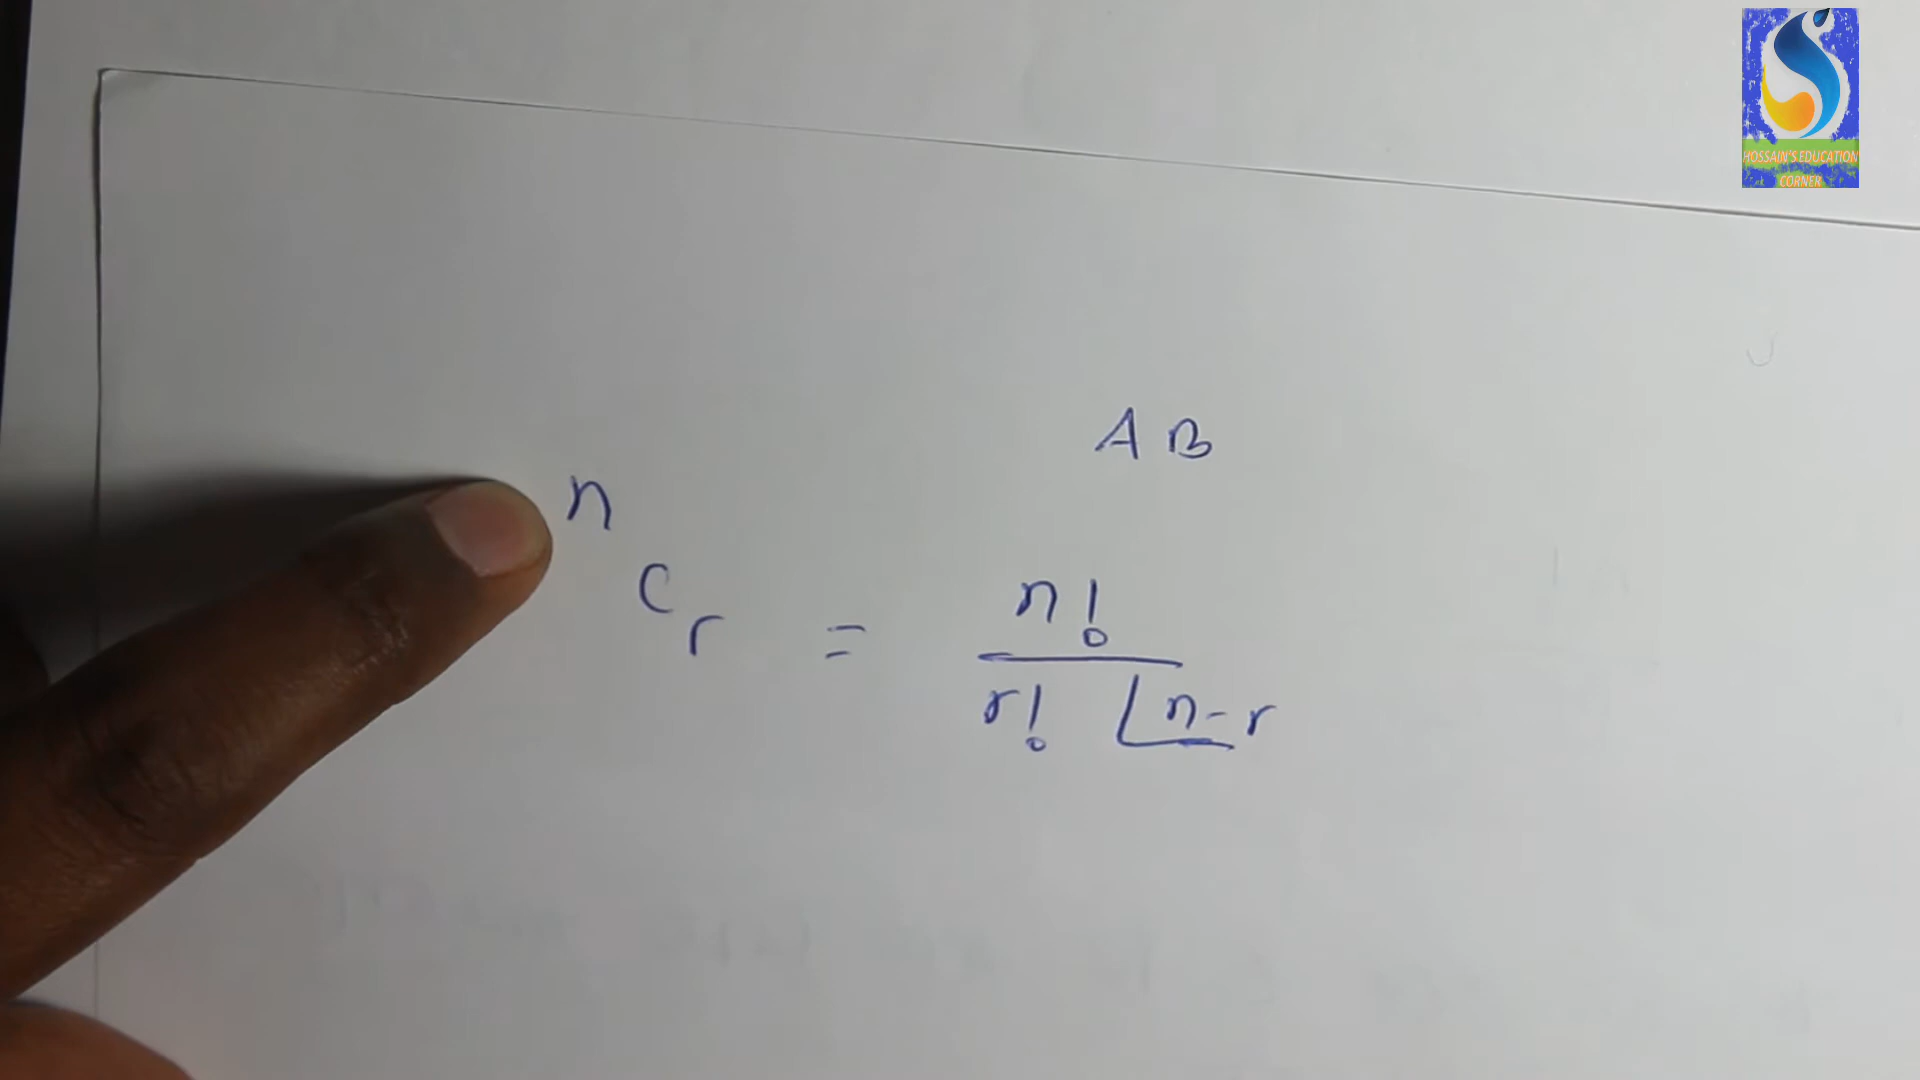 HOSSAIN'S EDUCATION
CORNER
A B
n
c r = n! / r! ⌊n-r